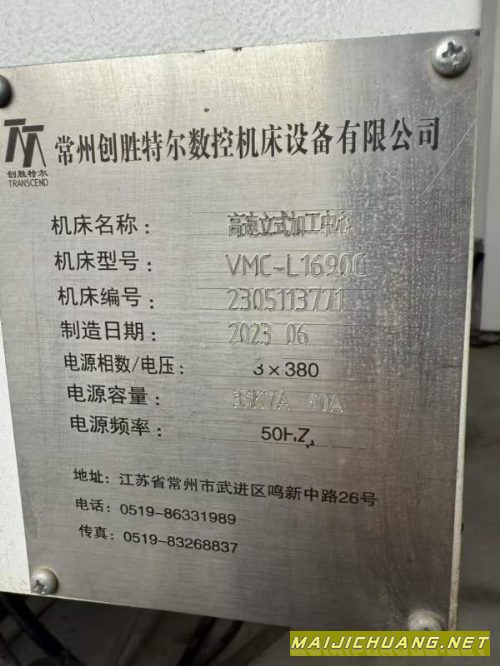 常州创胜特尔数控机床设备有限公司
创胜特尔
TRANSCEND
机床名称: 高速立式加工中心
机床型号: VMC-L1690C
机床编号: 2305113771
制造日期: 2023 06
电源相数/电压: 3×380
电源容量: 35KVA 70A
电源频率: 50HZ
地址: 江苏省常州市武进区鸣新中路26号
电话: 0519-86331989
传真: 0519-83268837
MAIJICHUANG.NET